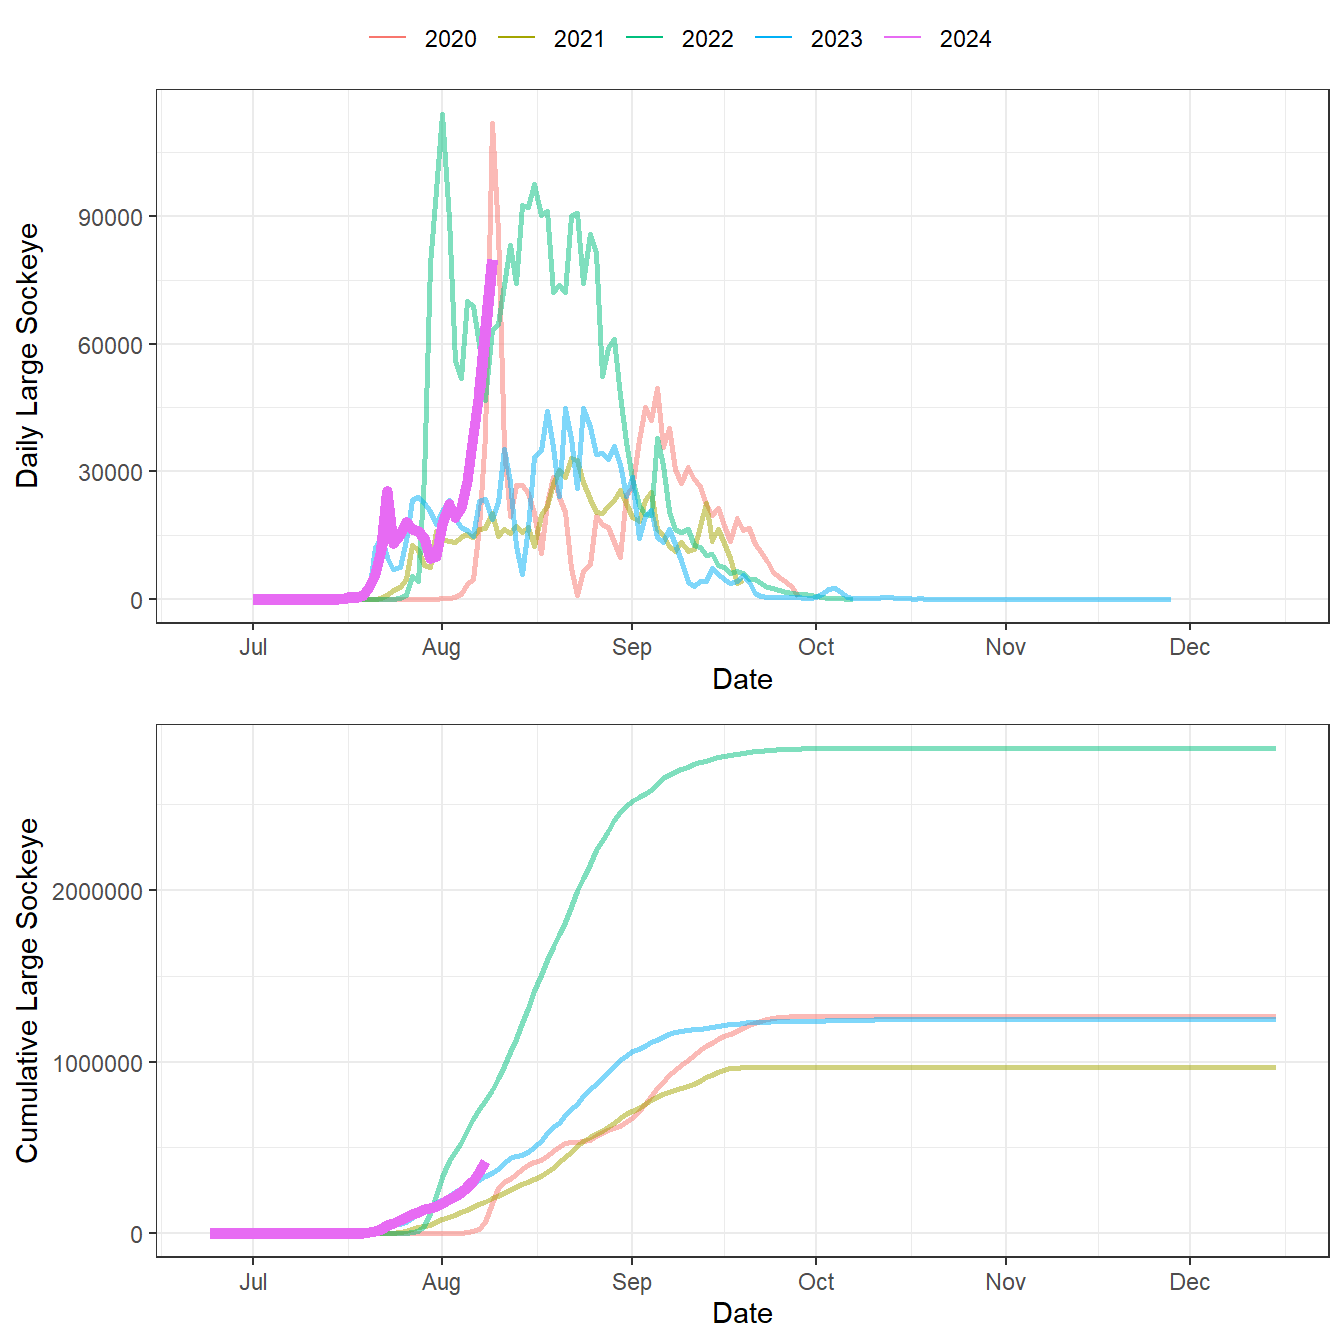 2020 2021 2022 2023 2024
Daily Large Sockeye
90000
60000
30000
0
Jul Aug Sep Oct Nov Dec
Date
Cumulative Large Sockeye
2000000
1000000
0
Jul Aug Sep Oct Nov Dec
Date